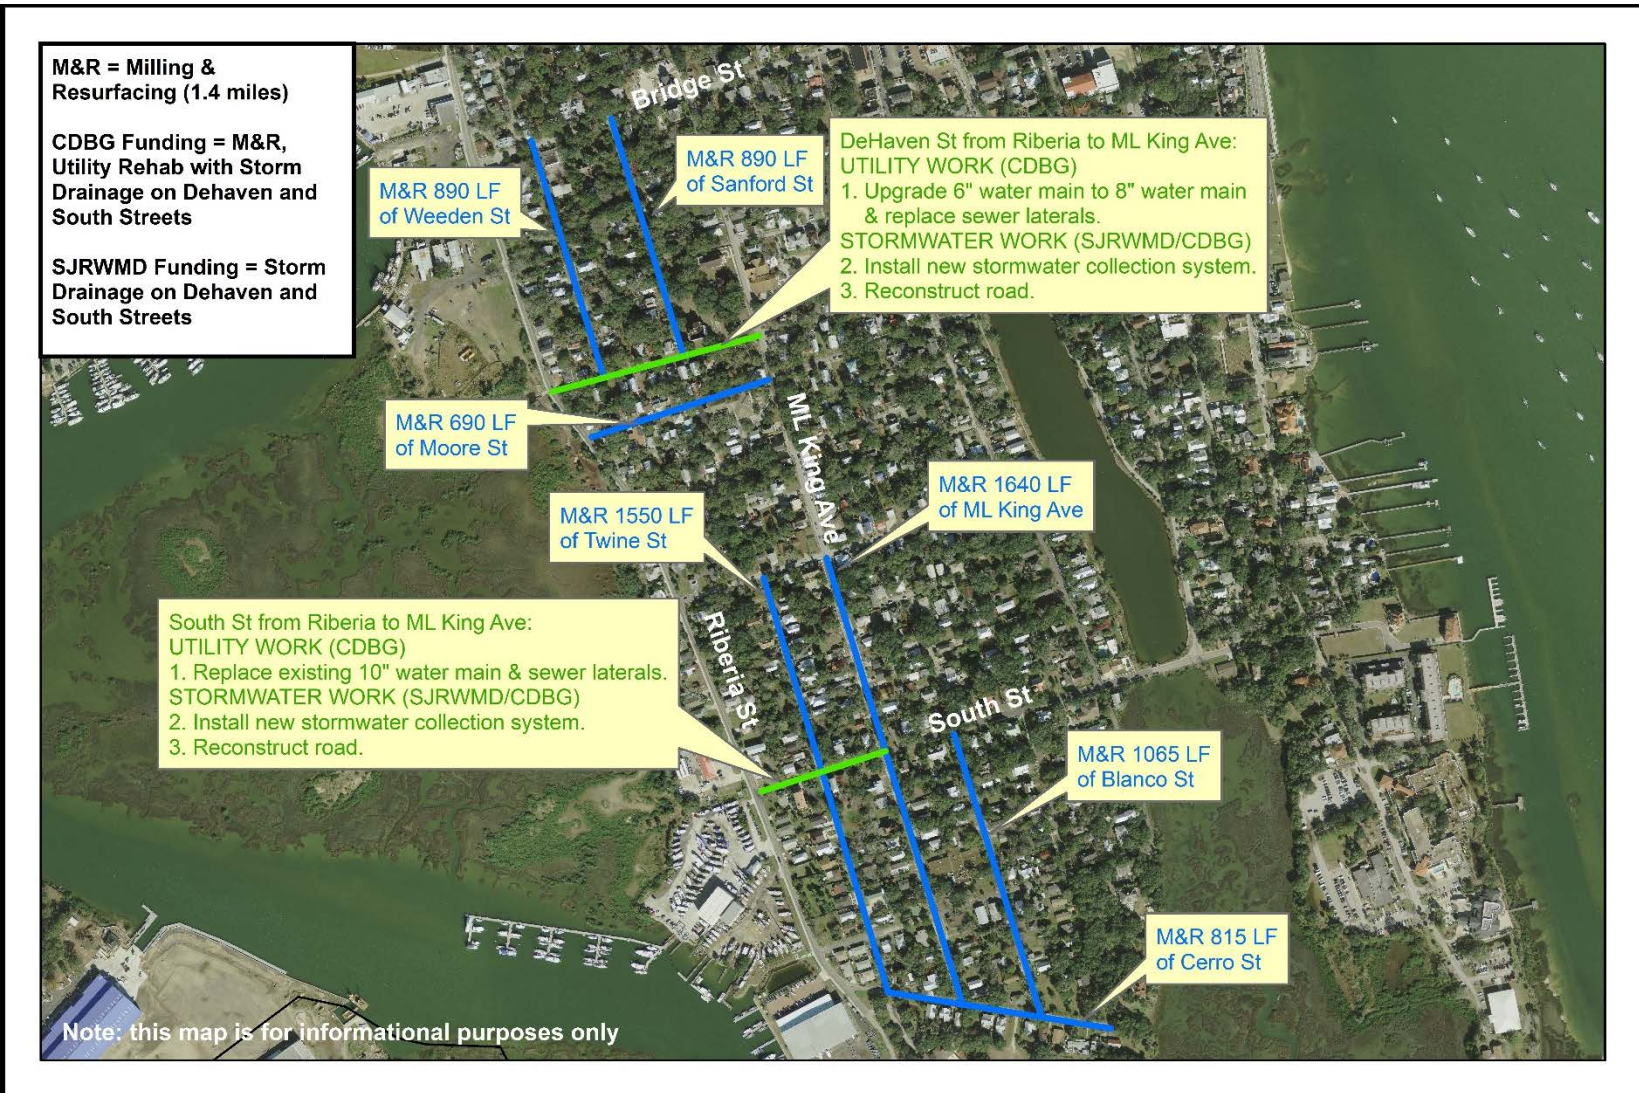 M&R = Milling &
Resurfacing (1.4 miles)
CDBG Funding = M&R,
Utility Rehab with Storm
Drainage on Dehaven and
South Streets
SJRWMD Funding = Storm
Drainage on Dehaven and
South Streets
Bridge St
M&R 890 LF
of Weeden St
M&R 890 LF
of Sanford St
DeHaven St from Riberia to ML King Ave:
UTILITY WORK (CDBG)
1. Upgrade 6" water main to 8" water main
& replace sewer laterals.
STORMWATER WORK (SJRWMD/CDBG)
2. Install new stormwater collection system.
3. Reconstruct road.
M&R 690 LF
of Moore St
ML King Ave
M&R 1640 LF
of ML King Ave
M&R 1550 LF
of Twine St
South St from Riberia to ML King Ave:
UTILITY WORK (CDBG)
1. Replace existing 10" water main & sewer laterals.
STORMWATER WORK (SJRWMD/CDBG)
2. Install new stormwater collection system.
3. Reconstruct road.
Riberia St
South St
M&R 1065 LF
of Blanco St
M&R 815 LF
of Cerro St
Note: this map is for informational purposes only